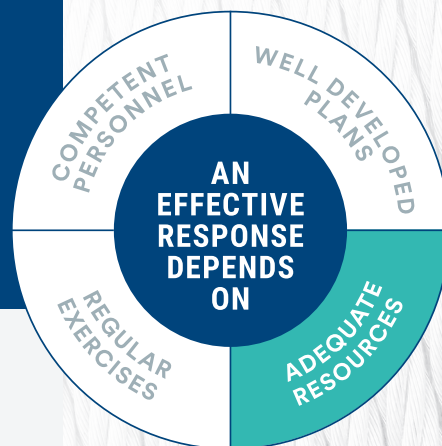 COMPETENT
PERSONNEL
WELL DEVELOPED
PLANS
AN
EFFECTIVE
RESPONSE
DEPENDS
ON
REGULAR
EXERCISES
ADEQUATE
RESOURCES